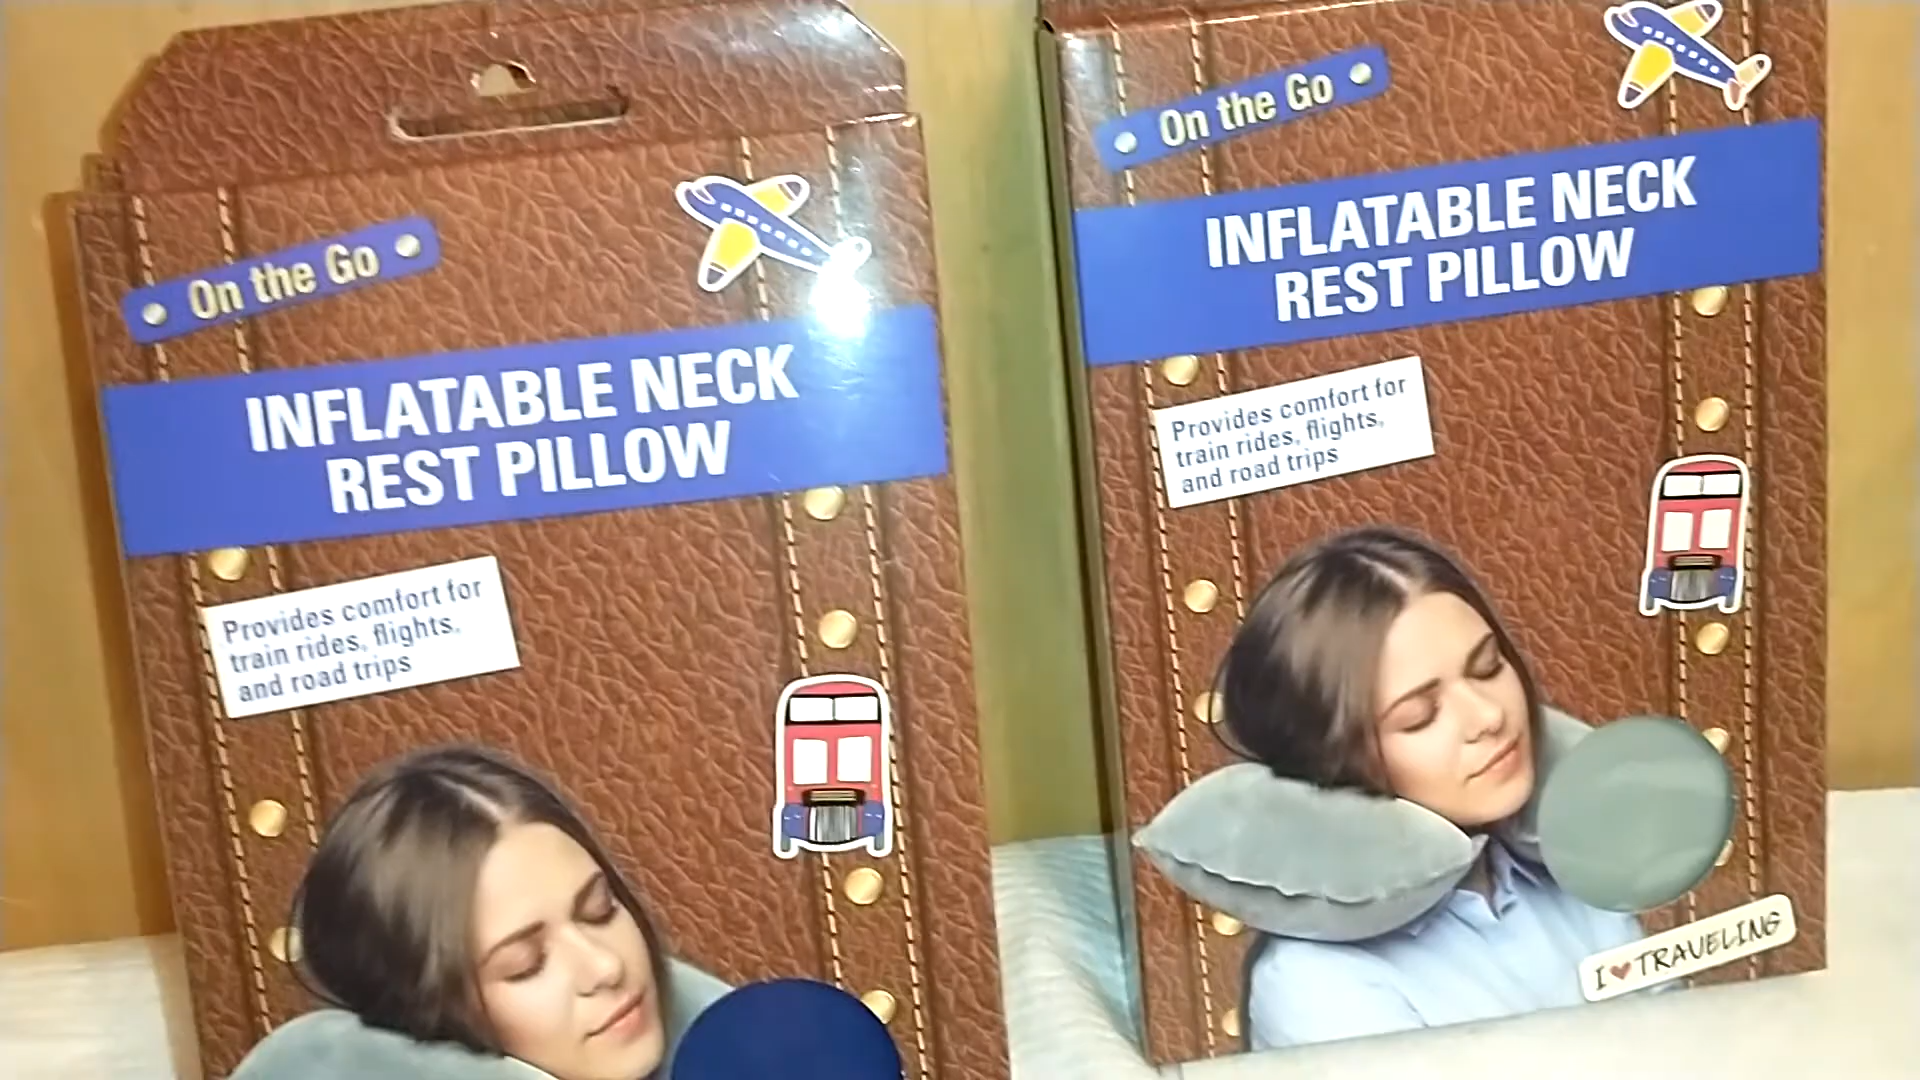 On the Go
INFLATABLE NECK
REST PILLOW
Provides comfort for
train rides, flights,
and road trips
On the Go
INFLATABLE NECK
REST PILLOW
Provides comfort for
train rides, flights,
and road trips
I ♥ TRAVELING